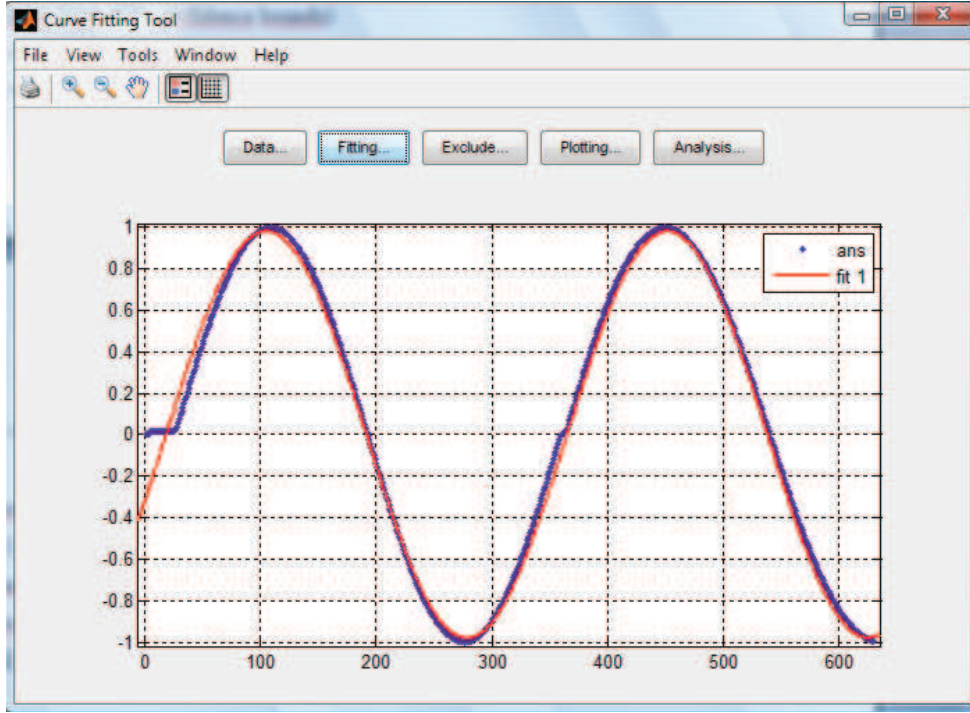 Curve Fitting Tool
File View Tools Window Help
Data... Fitting... Exclude... Plotting... Analysis...
ans
fit 1
1
0.8
0.6
0.4
0.2
0
-0.2
-0.4
-0.6
-0.8
-1
0 100 200 300 400 500 600